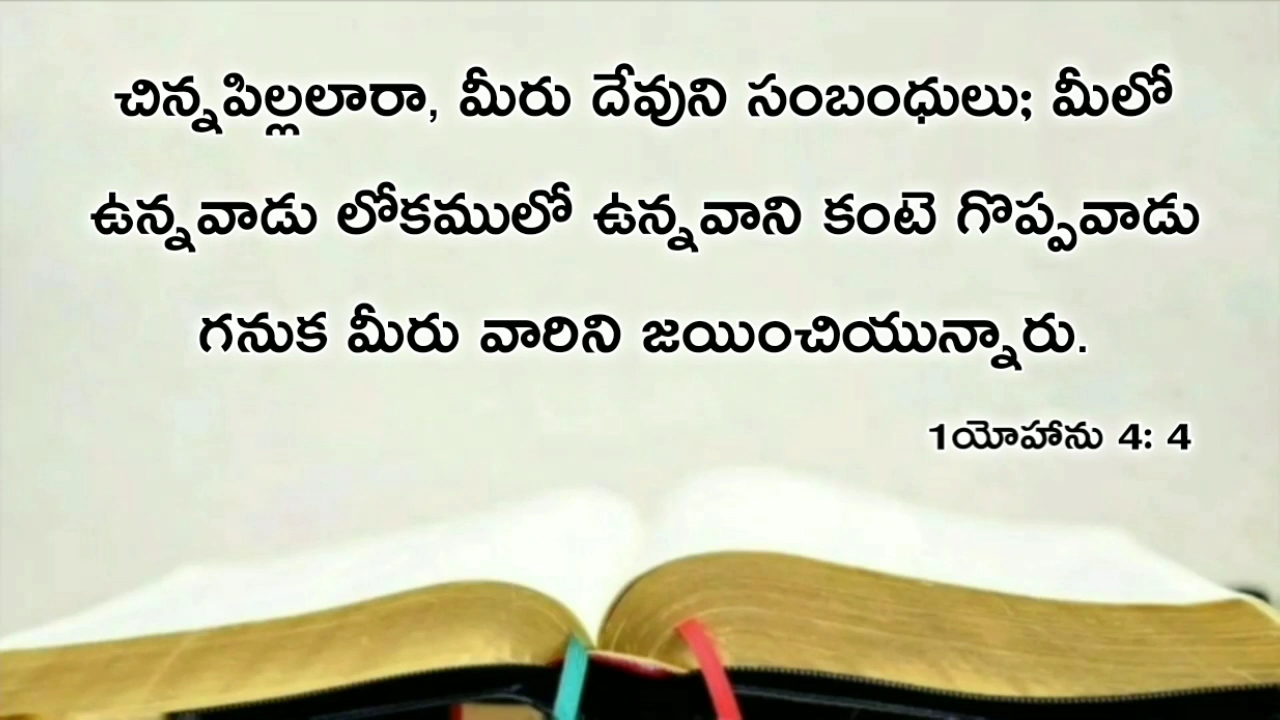 చిన్నపిల్లలారా, మీరు దేవుని సంబంధులు; మీలో
ఉన్నవాడు లోకములో ఉన్నవాని కంటె గొప్పవాడు
గనుక మీరు వారిని జయించియున్నారు.
1యోహాను 4: 4